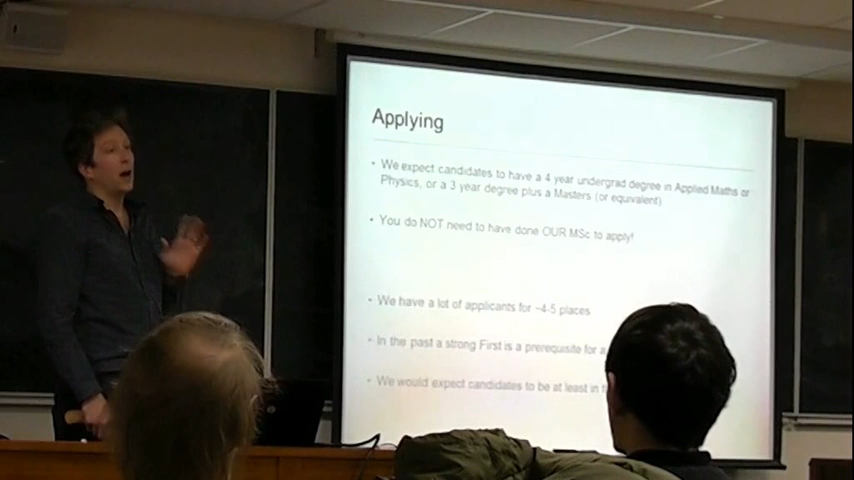 Applying
• We expect candidates to have a 4 year undergrad degree in Applied Maths or
Physics, or a 3 year degree plus a Masters (or equivalent)
• You do NOT need to have done OUR MSc to apply!
• We have a lot of applicants for ~4-5 places
• In the past a strong First is a prerequisite for a
• We would expect candidates to be at least in